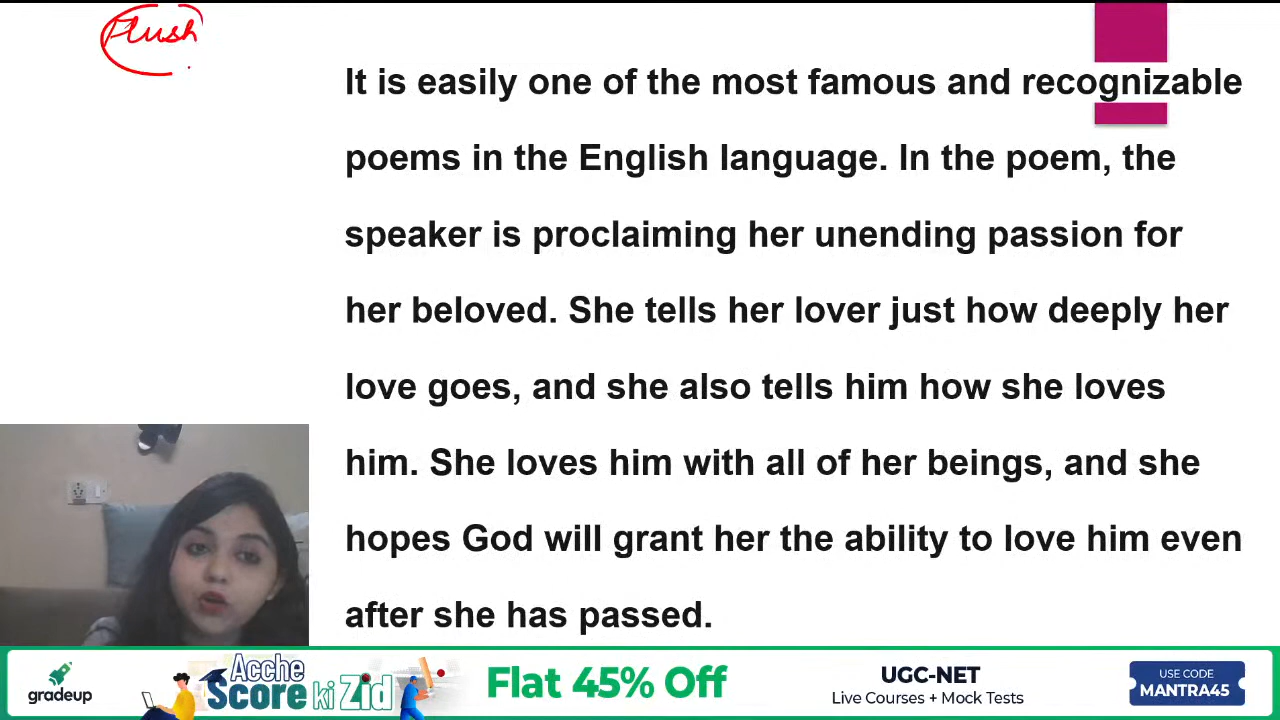 Flush
It is easily one of the most famous and recognizable
poems in the English language. In the poem, the
speaker is proclaiming her unending passion for
her beloved. She tells her lover just how deeply her
love goes, and she also tells him how she loves
him. She loves him with all of her beings, and she
hopes God will grant her the ability to love him even
after she has passed.
gradeup
Acche
Score ki Zid
Flat 45% Off
UGC-NET
Live Courses + Mock Tests
USE CODE
MANTRA45